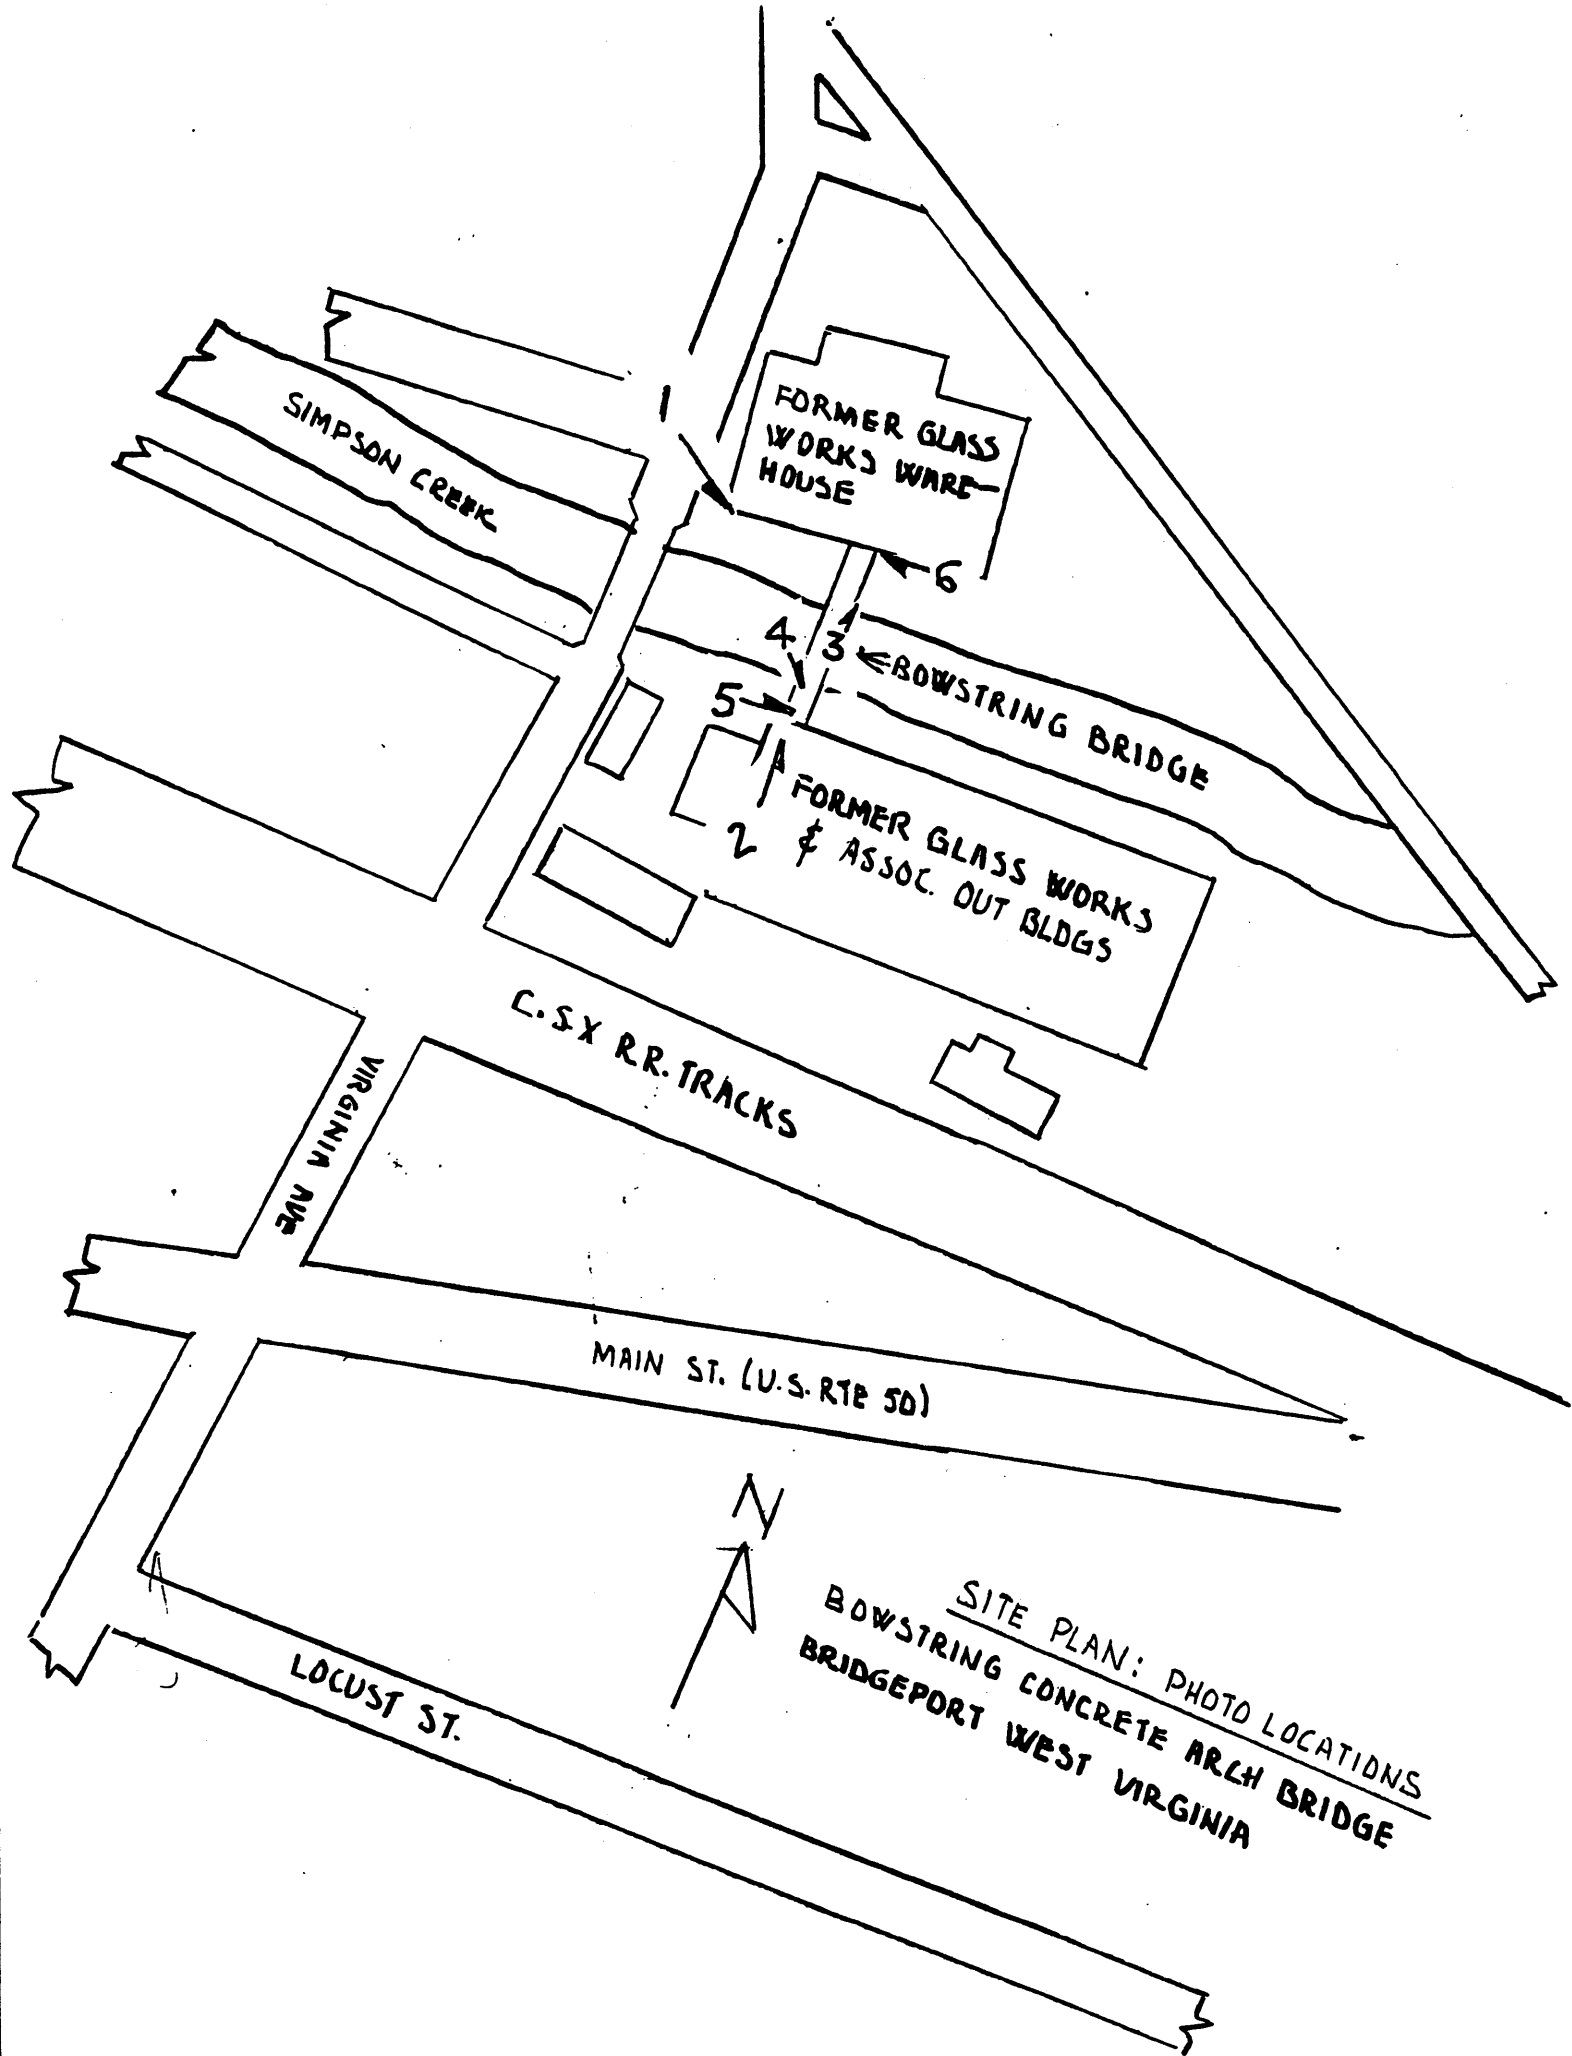 1
FORMER GLASS
WORKS WARE-
HOUSE
SIMPSON CREEK
6
4
3
BOWSTRING BRIDGE
5
2
FORMER GLASS WORKS
& ASSOC. OUT BLDGS
C.S.X R.R. TRACKS
VIRGINIA AVE
MAIN ST. (U.S. RTE 50)
N
LOCUST ST.
SITE PLAN: PHOTO LOCATIONS
BOWSTRING CONCRETE ARCH BRIDGE
BRIDGEPORT WEST VIRGINIA